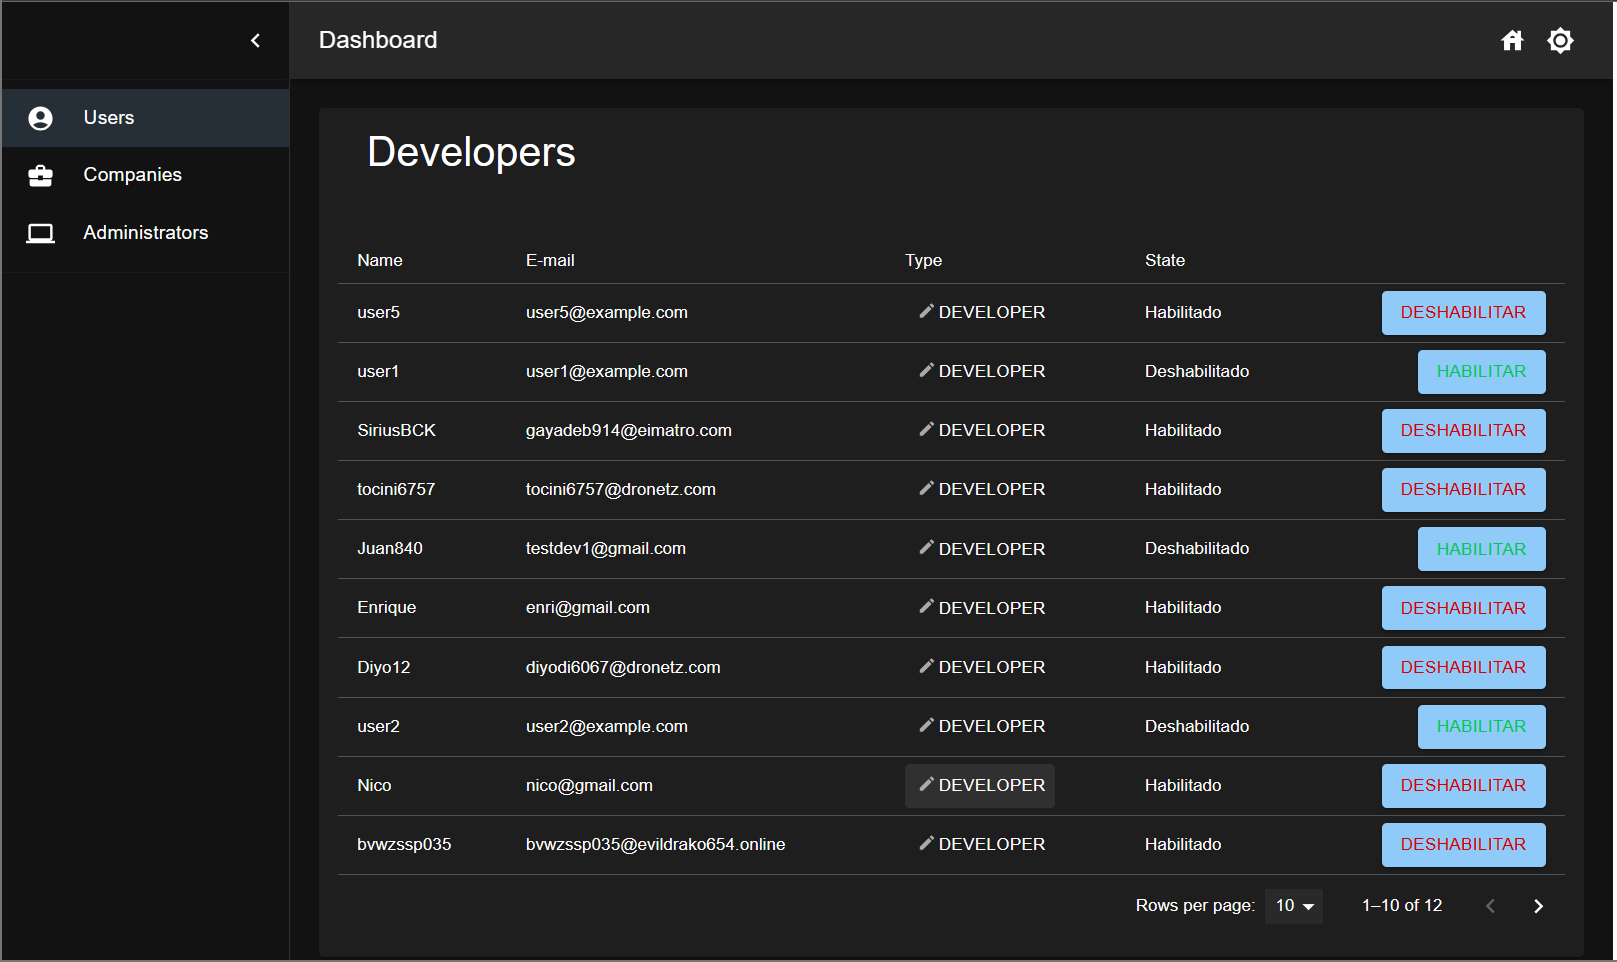 Dashboard
Users
Companies
Administrators
Developers
Name E-mail Type State
user5 user5@example.com DEVELOPER Habilitado DESHABILITAR
user1 user1@example.com DEVELOPER Deshabilitado HABILITAR
SiriusBCK gayadeb914@eimatro.com DEVELOPER Habilitado DESHABILITAR
tocini6757 tocini6757@dronetz.com DEVELOPER Habilitado DESHABILITAR
Juan840 testdev1@gmail.com DEVELOPER Deshabilitado HABILITAR
Enrique enri@gmail.com DEVELOPER Habilitado DESHABILITAR
Diyo12 diyodi6067@dronetz.com DEVELOPER Habilitado DESHABILITAR
user2 user2@example.com DEVELOPER Deshabilitado HABILITAR
Nico nico@gmail.com DEVELOPER Habilitado DESHABILITAR
bvwzssp035 bvwzssp035@evildrako654.online DEVELOPER Habilitado DESHABILITAR
Rows per page: 10 1–10 of 12